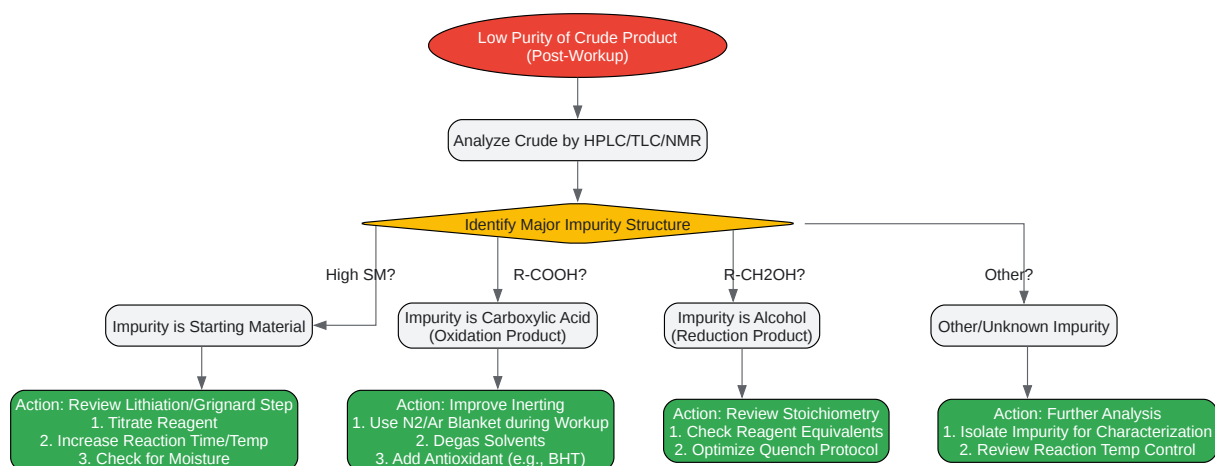 Low Purity of Crude Product
(Post-Workup)
Analyze Crude by HPLC/TLC/NMR
Identify Major Impurity Structure
High SM?
R-COOH?
R-CH2OH?
Other?
Impurity is Starting Material
Impurity is Carboxylic Acid
(Oxidation Product)
Impurity is Alcohol
(Reduction Product)
Other/Unknown Impurity
Action: Review Lithiation/Grignard Step
1. Titrate Reagent
2. Increase Reaction Time/Temp
3. Check for Moisture
Action: Improve Inerting
1. Use N2/Ar Blanket during Workup
2. Degas Solvents
3. Add Antioxidant (e.g., BHT)
Action: Review Stoichiometry
1. Check Reagent Equivalents
2. Optimize Quench Protocol
Action: Further Analysis
1. Isolate Impurity for Characterization
2. Review Reaction Temp Control